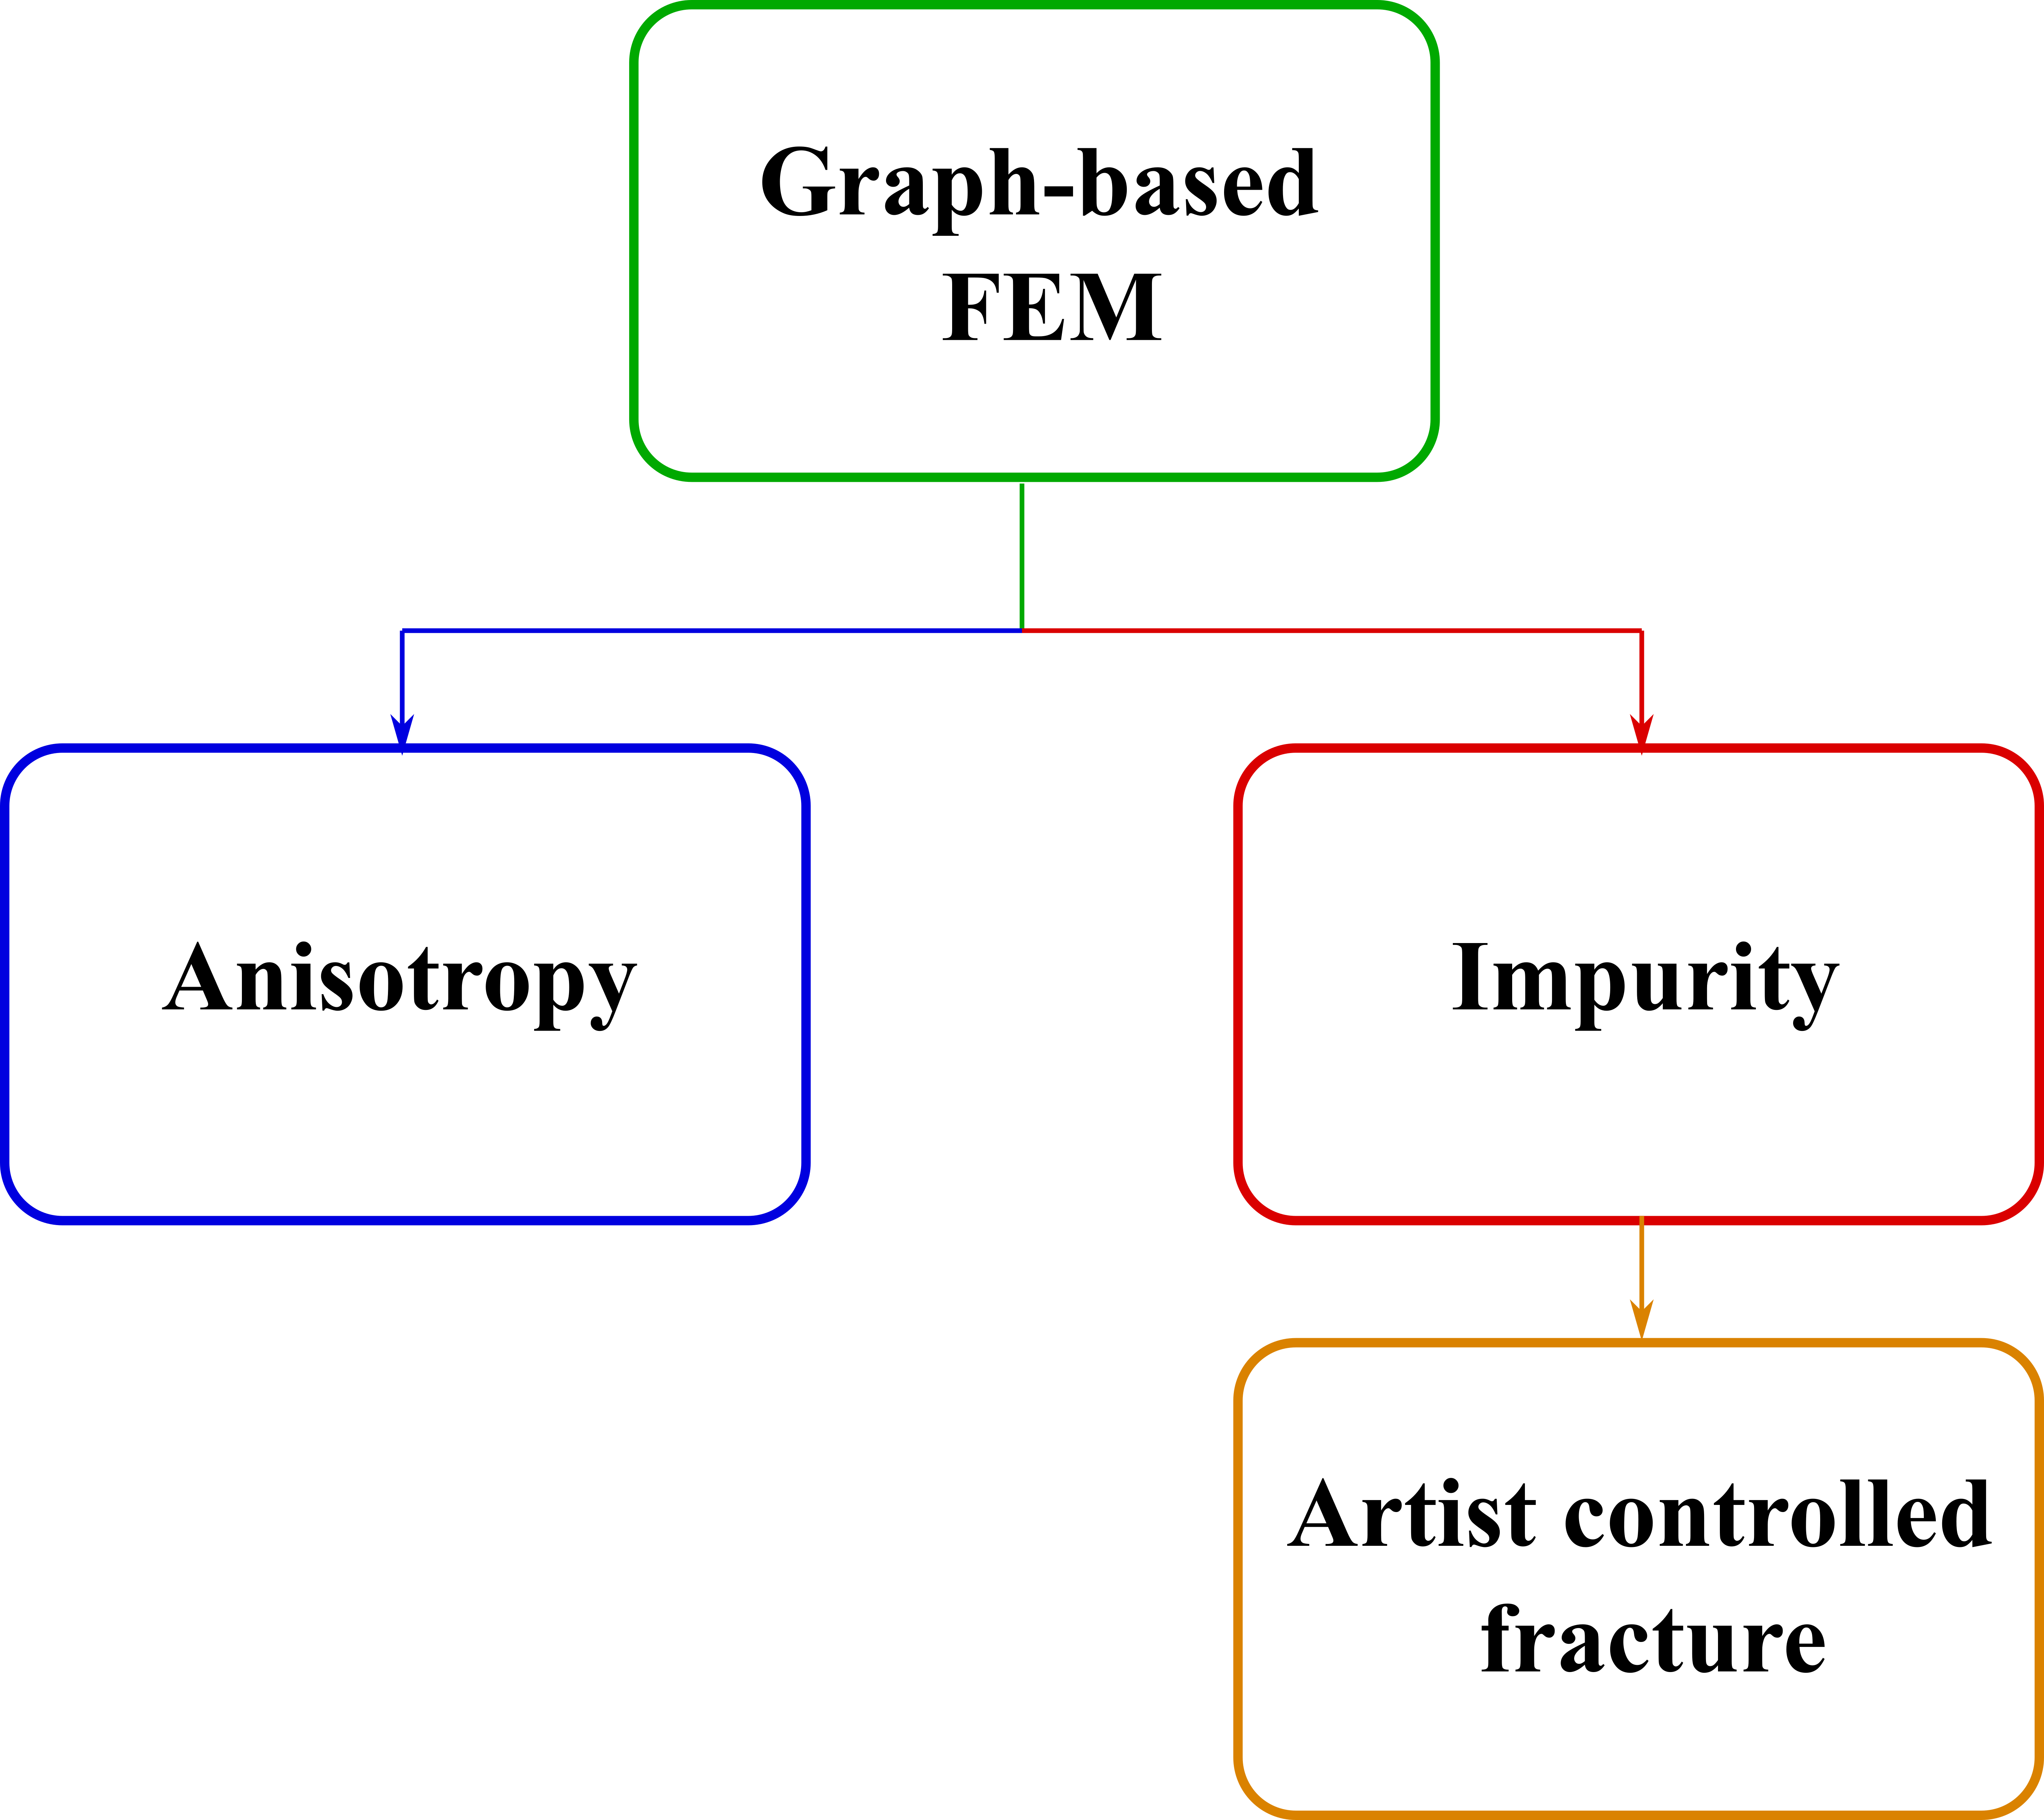 Graph-based
FEM
Anisotropy
Impurity
Artist controlled
fracture